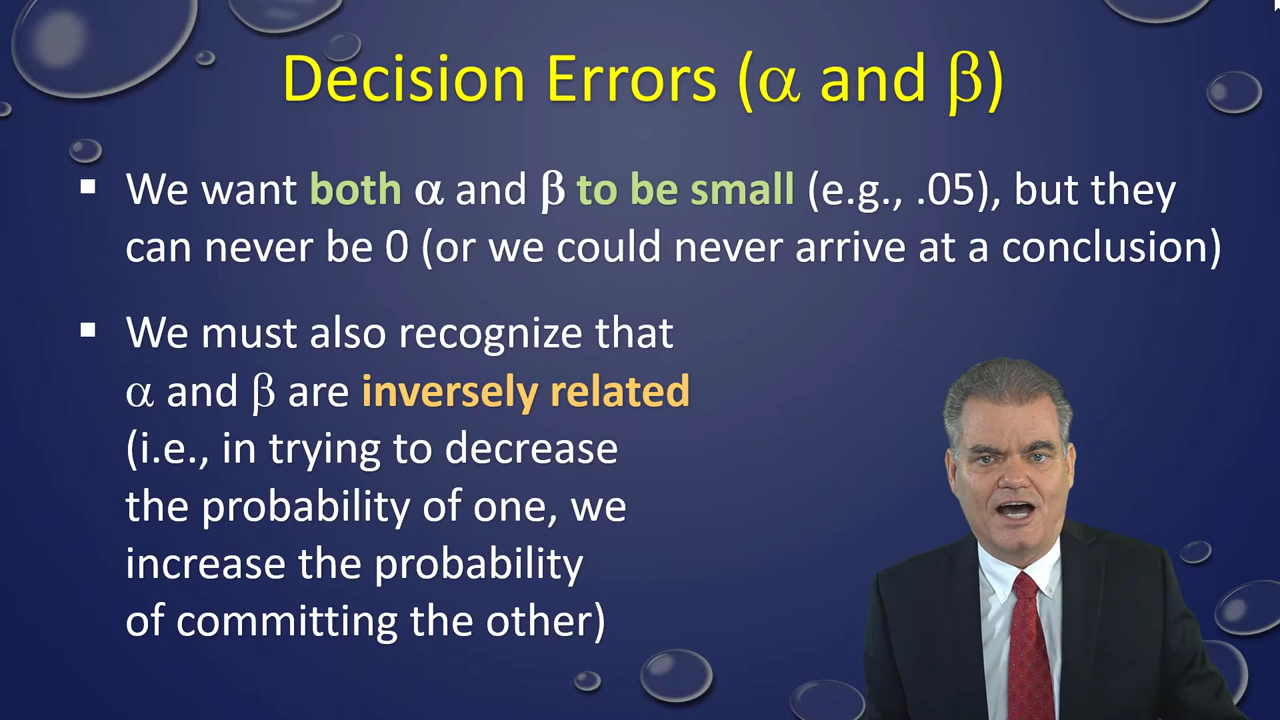 Decision Errors (α and β)
▪ We want both α and β to be small (e.g., .05), but they
can never be 0 (or we could never arrive at a conclusion)
▪ We must also recognize that
α and β are inversely related
(i.e., in trying to decrease
the probability of one, we
increase the probability
of committing the other)